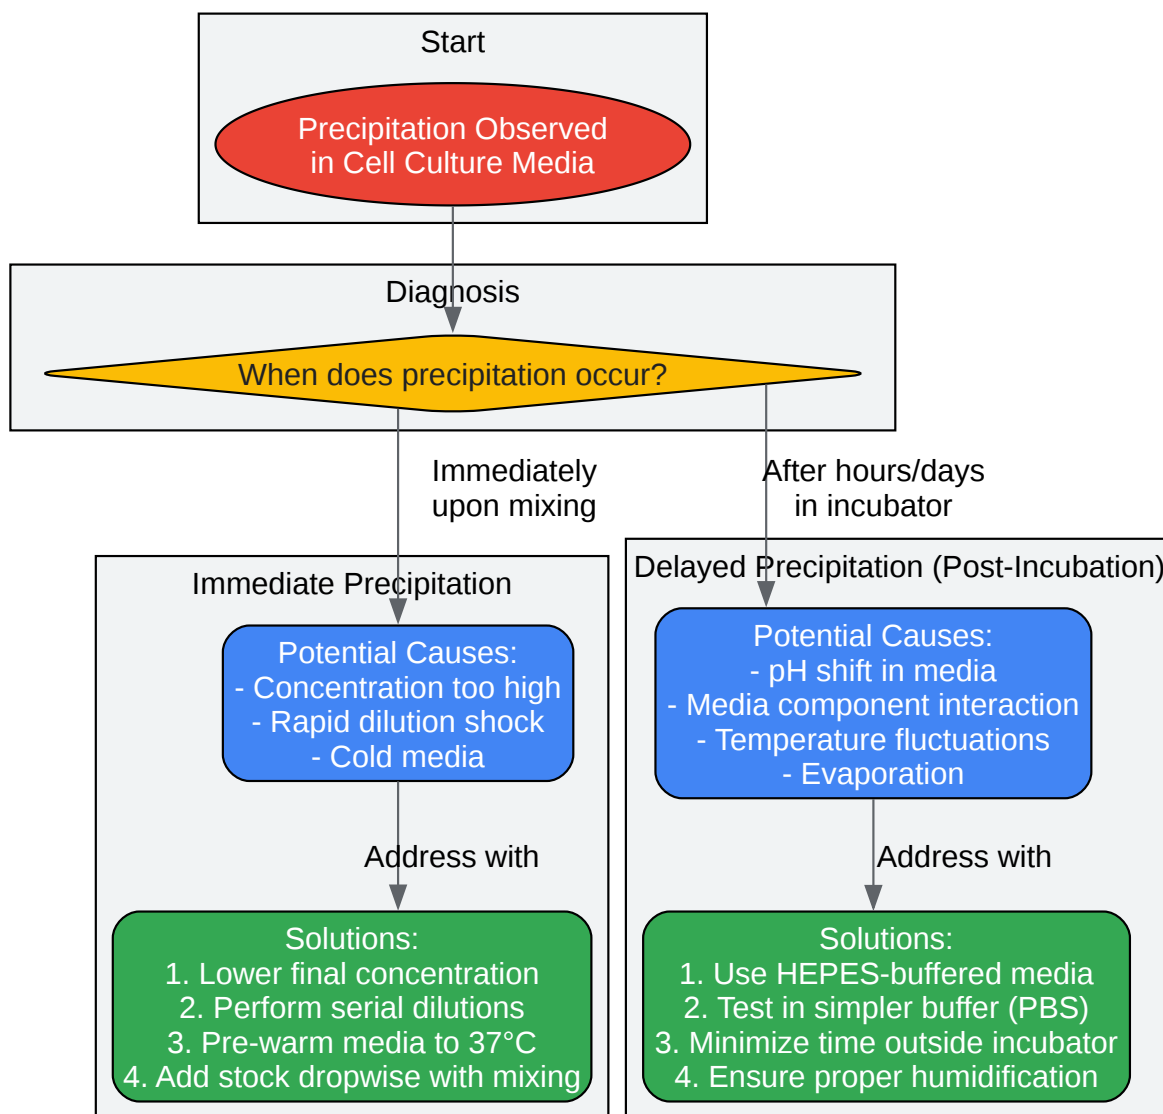 Start
Precipitation Observed
in Cell Culture Media
Diagnosis
When does precipitation occur?
Immediately
upon mixing
After hours/days
in incubator
Immediate Precipitation
Potential Causes:
- Concentration too high
- Rapid dilution shock
- Cold media
Address with
Solutions:
1. Lower final concentration
2. Perform serial dilutions
3. Pre-warm media to 37°C
4. Add stock dropwise with mixing
Delayed Precipitation (Post-Incubation)
Potential Causes:
- pH shift in media
- Media component interaction
- Temperature fluctuations
- Evaporation
Address with
Solutions:
1. Use HEPES-buffered media
2. Test in simpler buffer (PBS)
3. Minimize time outside incubator
4. Ensure proper humidification